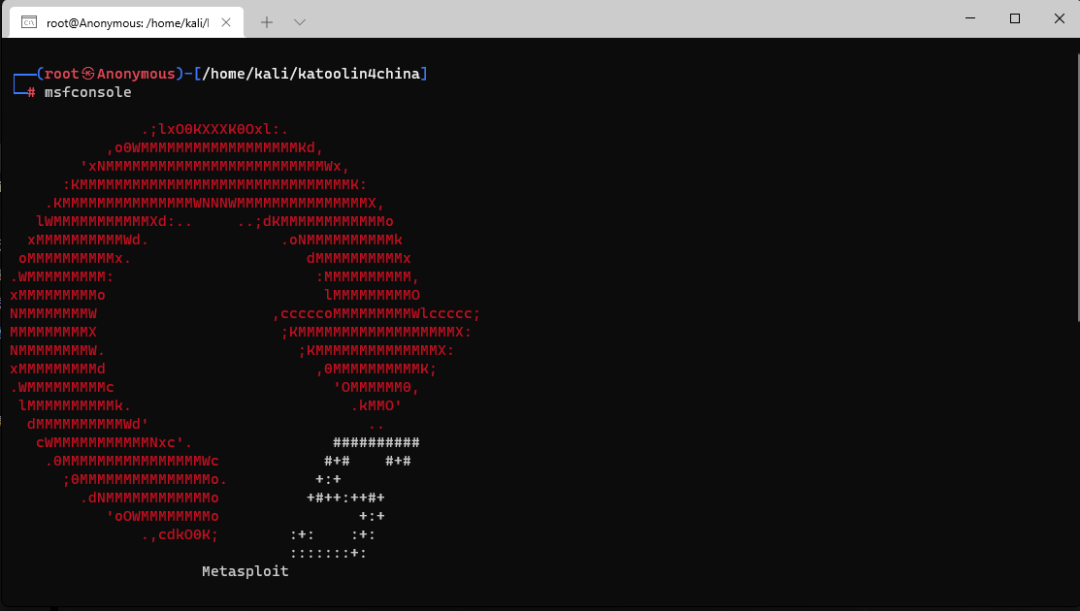 root@Anonymous: /home/kali/l
┌──(root㉿Anonymous)-[/home/kali/katoolin4china]
└─# msfconsole
.;lxO0KXXXK0Oxl:.
,o0WMMMMMMMMMMMMMMMMMMKd,
'xNMMMMMMMMMMMMMMMMMMMMMMMMMWx,
:KMMMMMMMMMMMMMMMMMMMMMMMMMMMMMMMK:
.KMMMMMMMMMMMMMMMWNNNWMMMMMMMMMMMMMMMX,
lWMMMMMMMMMMMXd:.. ..;dKMMMMMMMMMMMMo
xMMMMMMMMMMWd. .oNMMMMMMMMMMk
oMMMMMMMMMMx. dMMMMMMMMMMx
.WMMMMMMMMM: :MMMMMMMMMM,
xMMMMMMMMMo lMMMMMMMMMO
NMMMMMMMMW ,cccccoMMMMMMMMMWlccccc;
MMMMMMMMMX ;KMMMMMMMMMMMMMMMMMMX:
NMMMMMMMMW. ;KMMMMMMMMMMMMMMX:
xMMMMMMMMMd ,0MMMMMMMMMMK;
.WMMMMMMMMMc 'OMMMMMM0,
lMMMMMMMMMMk. .kMMO'
dMMMMMMMMMMWd' ..
cWMMMMMMMMMMMNxc'. ##########
.0MMMMMMMMMMMMMMMMWc #+# #+#
;0MMMMMMMMMMMMMMMo. +:+
.dNMMMMMMMMMMMMo +#++:++#+
'oOWMMMMMMMMo +:+
.,cdkO0K; :+: :+:
:::::::+:
Metasploit